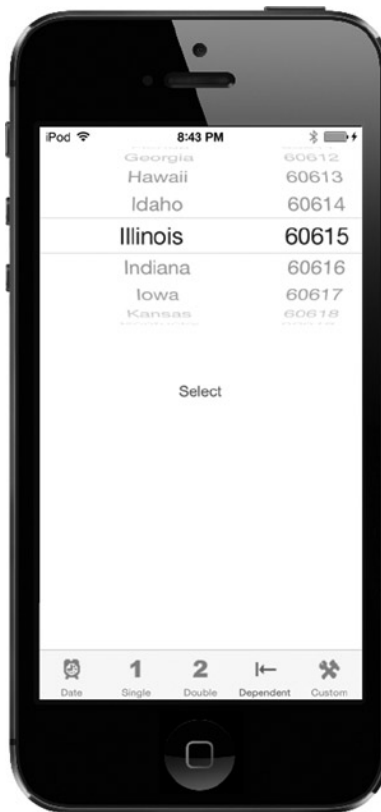 iPod 8:43 PM
Georgia 60612
Hawaii 60613
Idaho 60614
Illinois 60615
Indiana 60616
Iowa 60617
Kansas 60618
Select
1 2
Date Single Double Dependent Custom